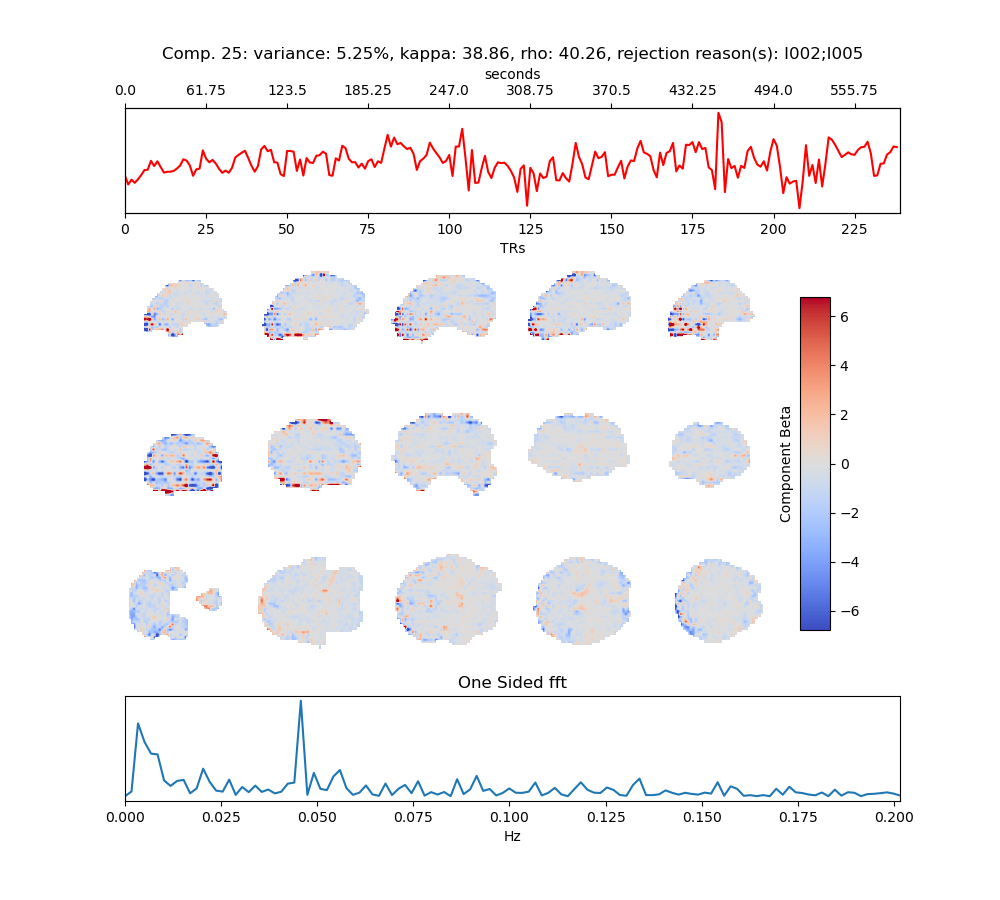 Comp. 25: variance: 5.25%, kappa: 38.86, rho: 40.26, rejection reason(s): I002;I005
seconds
0.0 61.75 123.5 185.25 247.0 308.75 370.5 432.25 494.0 555.75
0 25 50 75 100 125 150 175 200 225
TRs
6
4
2
0
−2
−4
−6
Component Beta
One Sided fft
0.000 0.025 0.050 0.075 0.100 0.125 0.150 0.175 0.200
Hz